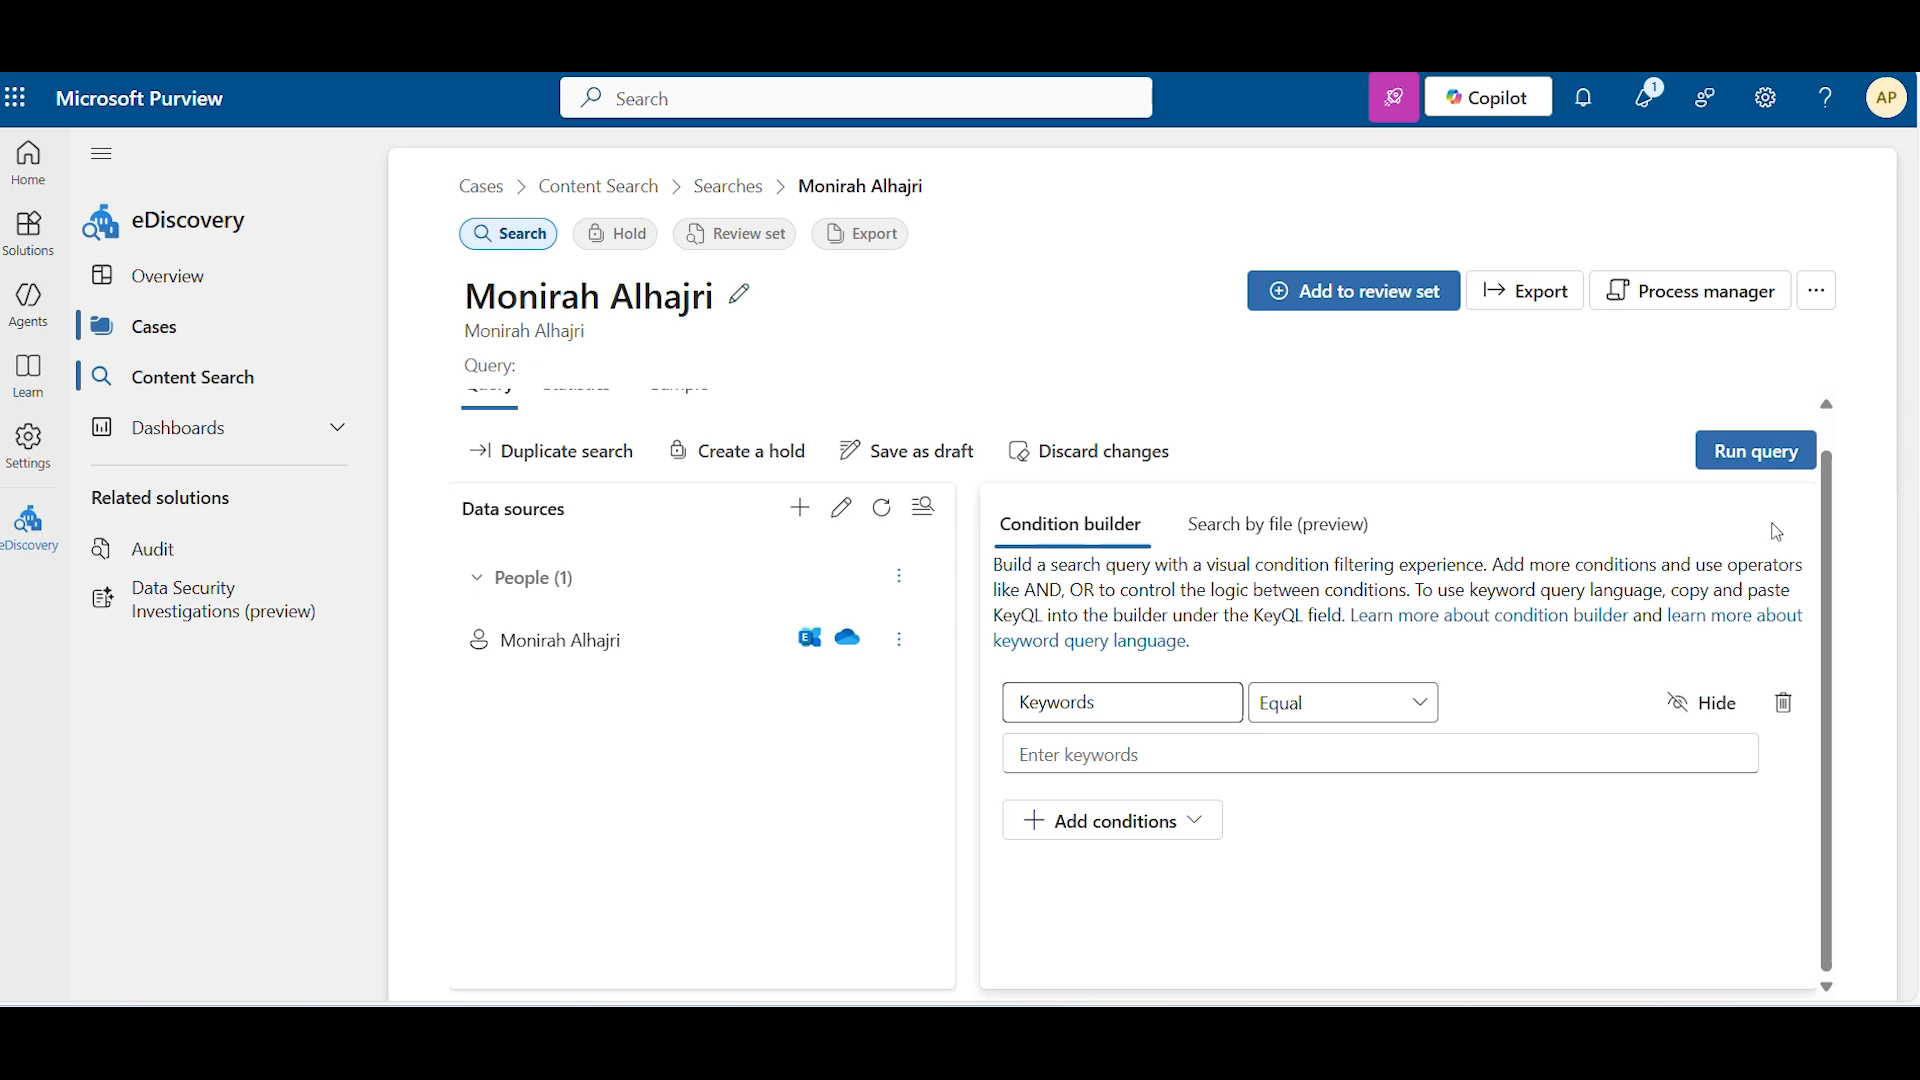 Microsoft Purview
Search
Copilot
1
AP
Home
Solutions
Agents
Learn
Settings
eDiscovery
eDiscovery
Overview
Cases
Content Search
Dashboards
Related solutions
Audit
Data Security
Investigations (preview)
Cases > Content Search > Searches > Monirah Alhajri
Search Hold Review set Export
Monirah Alhajri
Add to review set Export Process manager ...
Monirah Alhajri
Query:
Query Statistics Sample
Duplicate search Create a hold Save as draft Discard changes Run query
Data sources
People (1)
Monirah Alhajri
Condition builder Search by file (preview)
Build a search query with a visual condition filtering experience. Add more conditions and use operators
like AND, OR to control the logic between conditions. To use keyword query language, copy and paste
KeyQL into the builder under the KeyQL field. Learn more about condition builder and learn more about
keyword query language.
Keywords Equal Hide
Enter keywords
Add conditions